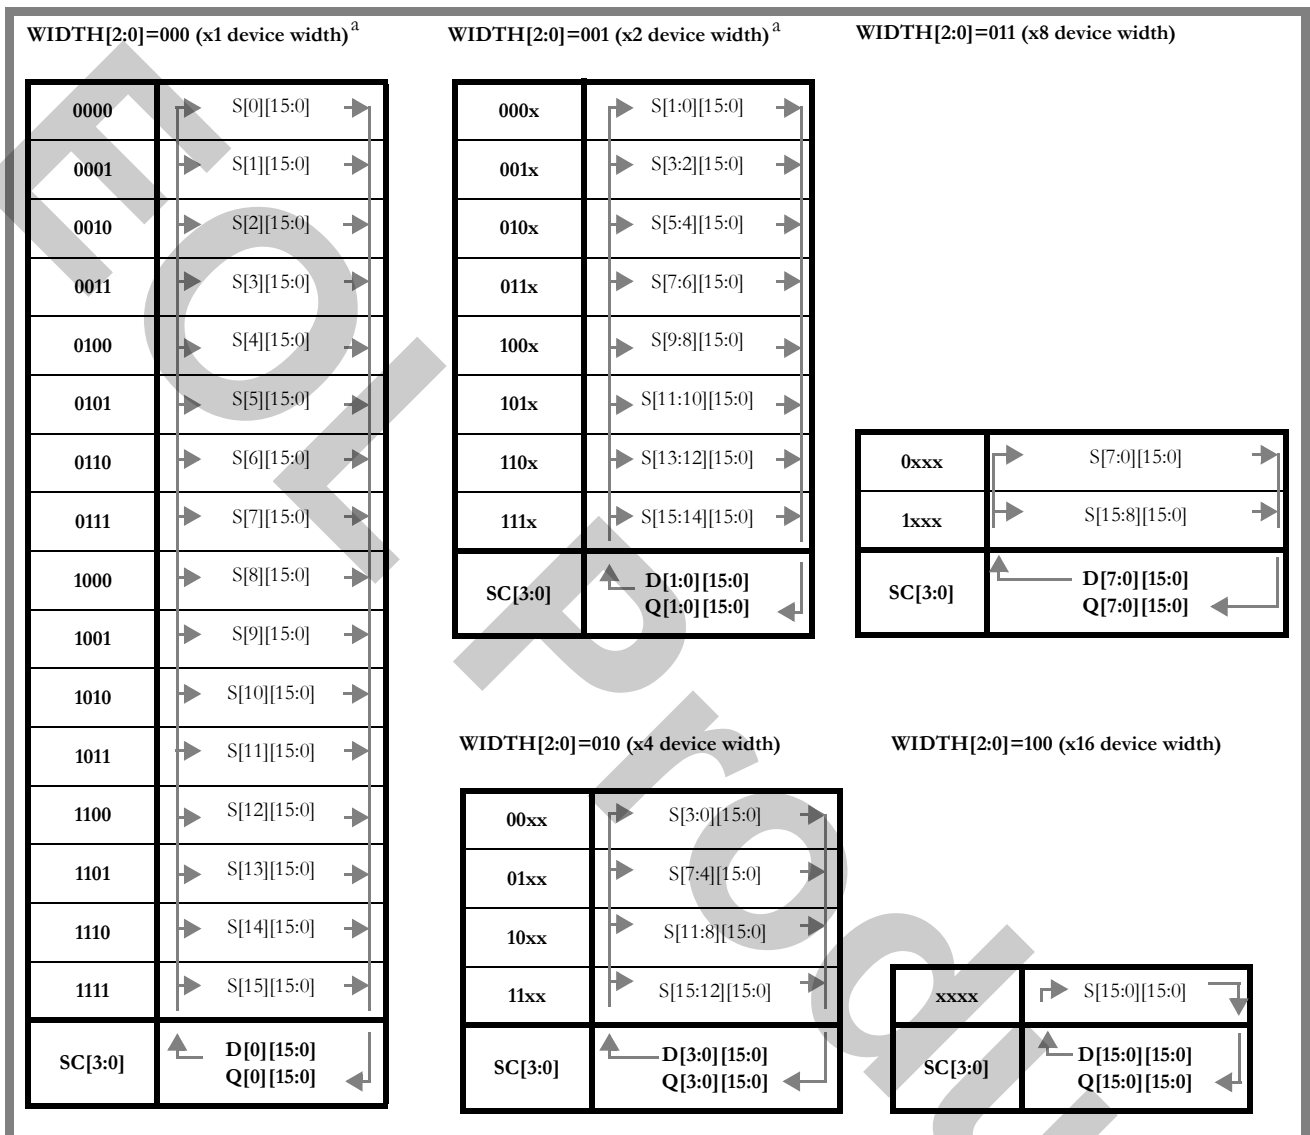 WIDTH[2:0]=000 (x1 device width)a
0000 S[0][15:0]
0001 S[1][15:0]
0010 S[2][15:0]
0011 S[3][15:0]
0100 S[4][15:0]
0101 S[5][15:0]
0110 S[6][15:0]
0111 S[7][15:0]
1000 S[8][15:0]
1001 S[9][15:0]
1010 S[10][15:0]
1011 S[11][15:0]
1100 S[12][15:0]
1101 S[13][15:0]
1110 S[14][15:0]
1111 S[15][15:0]
SC[3:0] D[0][15:0]
Q[0][15:0]
WIDTH[2:0]=001 (x2 device width)a
000x S[1:0][15:0]
001x S[3:2][15:0]
010x S[5:4][15:0]
011x S[7:6][15:0]
100x S[9:8][15:0]
101x S[11:10][15:0]
110x S[13:12][15:0]
111x S[15:14][15:0]
SC[3:0] D[1:0][15:0]
Q[1:0][15:0]
WIDTH[2:0]=011 (x8 device width)
0xxx S[7:0][15:0]
1xxx S[15:8][15:0]
SC[3:0] D[7:0][15:0]
Q[7:0][15:0]
WIDTH[2:0]=010 (x4 device width)
00xx S[3:0][15:0]
01xx S[7:4][15:0]
10xx S[11:8][15:0]
11xx S[15:12][15:0]
SC[3:0] D[3:0][15:0]
Q[3:0][15:0]
WIDTH[2:0]=100 (x16 device width)
xxxx S[15:0][15:0]
SC[3:0] D[15:0][15:0]
Q[15:0][15:0]
EOL Produ